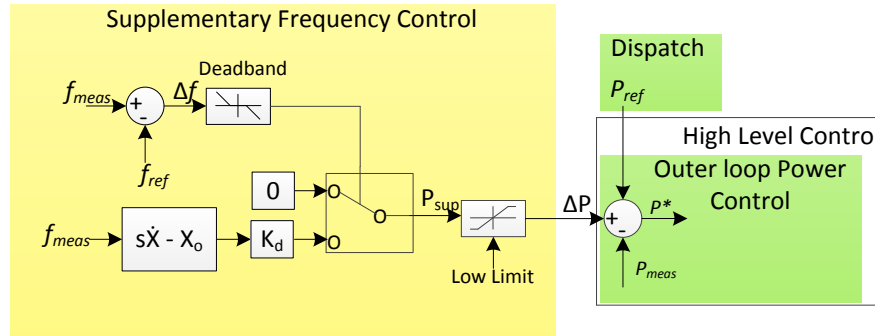 Supplementary Frequency Control
Dispatch
P_ref
High Level Contro
Outer loop Power
Control
Deadband
f_meas
+
-
Δf
f_ref
0
O
O
O
P_sup
f_meas
sẊ - X_o
K_d
Low Limit
ΔP
+
-
P*
P_meas